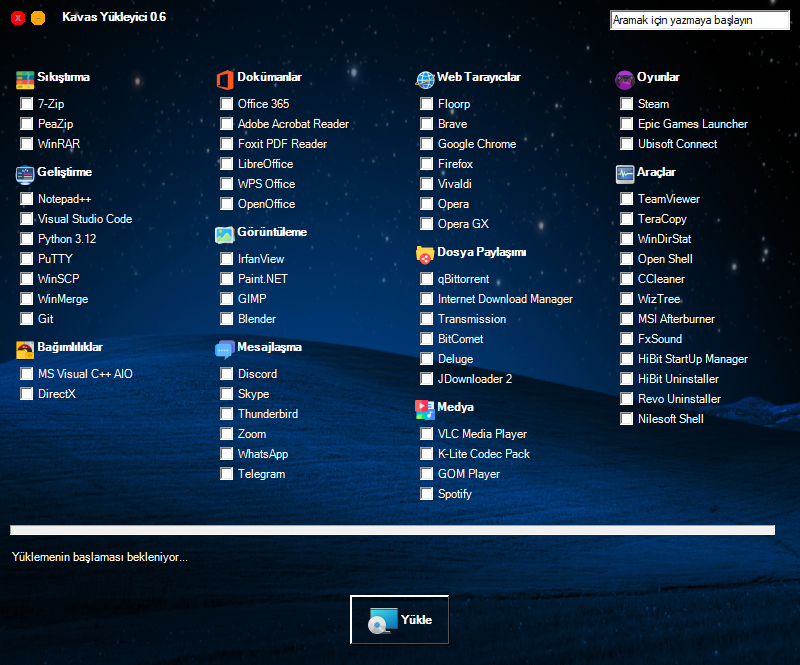 Kavas Yükleyici 0.6
Aramak için yazmaya başlayın
Sıkıştırma
7-Zip
PeaZip
WinRAR
Geliştirme
Notepad++
Visual Studio Code
Python 3.12
PuTTY
WinSCP
WinMerge
Git
Bağımlılıklar
MS Visual C++ AIO
DirectX
Dokümanlar
Office 365
Adobe Acrobat Reader
Foxit PDF Reader
LibreOffice
WPS Office
OpenOffice
Görüntüleme
IrfanView
Paint.NET
GIMP
Blender
Mesajlaşma
Discord
Skype
Thunderbird
Zoom
WhatsApp
Telegram
Web Tarayıcılar
Floorp
Brave
Google Chrome
Firefox
Vivaldi
Opera
Opera GX
Dosya Paylaşımı
qBittorrent
Internet Download Manager
Transmission
BitComet
Deluge
JDownloader 2
Medya
VLC Media Player
K-Lite Codec Pack
GOM Player
Spotify
Oyunlar
Steam
Epic Games Launcher
Ubisoft Connect
Araçlar
TeamViewer
TeraCopy
WinDirStat
Open Shell
CCleaner
WizTree
MSI Afterburner
FxSound
HiBit StartUp Manager
HiBit Uninstaller
Revo Uninstaller
Nilesoft Shell
Yüklemenin başlaması bekleniyor...
Yükle